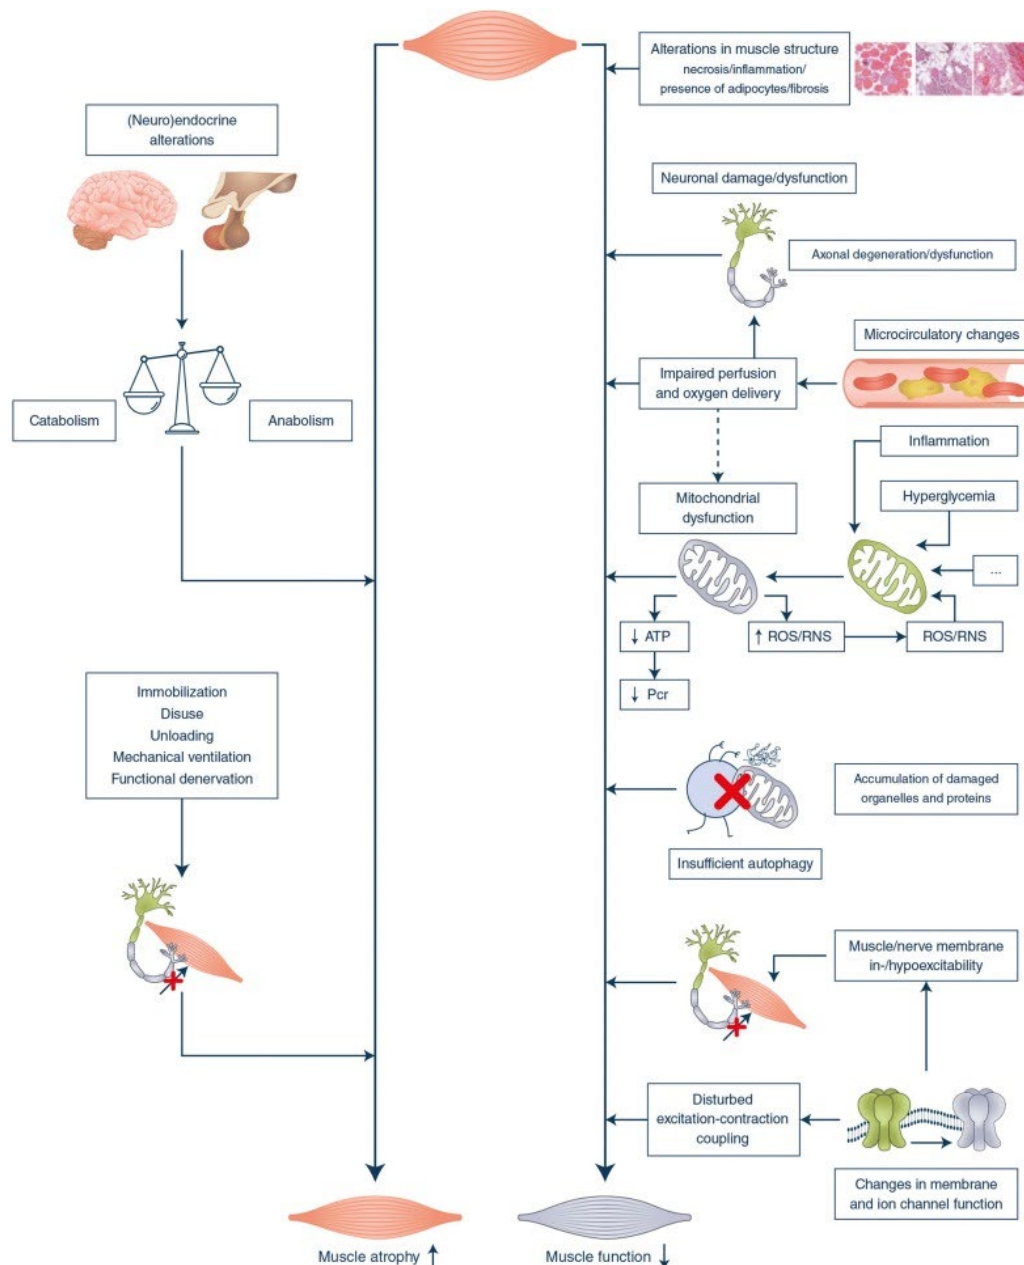 Alterations in muscle structure
necrosis/inflammation/
presence of adipocytes/fibrosis
(Neuro)endocrine
alterations
Neuronal damage/dysfunction
Axonal degeneration/dysfunction
Microcirculatory changes
Impaired perfusion
and oxygen delivery
Catabolism
Anabolism
Inflammation
Mitochondrial
dysfunction
Hyperglycemia
...
↓ ATP
↑ ROS/RNS
ROS/RNS
↓ Pcr
Immobilization
Disuse
Unloading
Mechanical ventilation
Functional denervation
Accumulation of damaged
organelles and proteins
Insufficient autophagy
Muscle/nerve membrane
in-/hypoexcitability
Disturbed
excitation-contraction
coupling
Changes in membrane
and ion channel function
Muscle atrophy ↑
Muscle function ↓